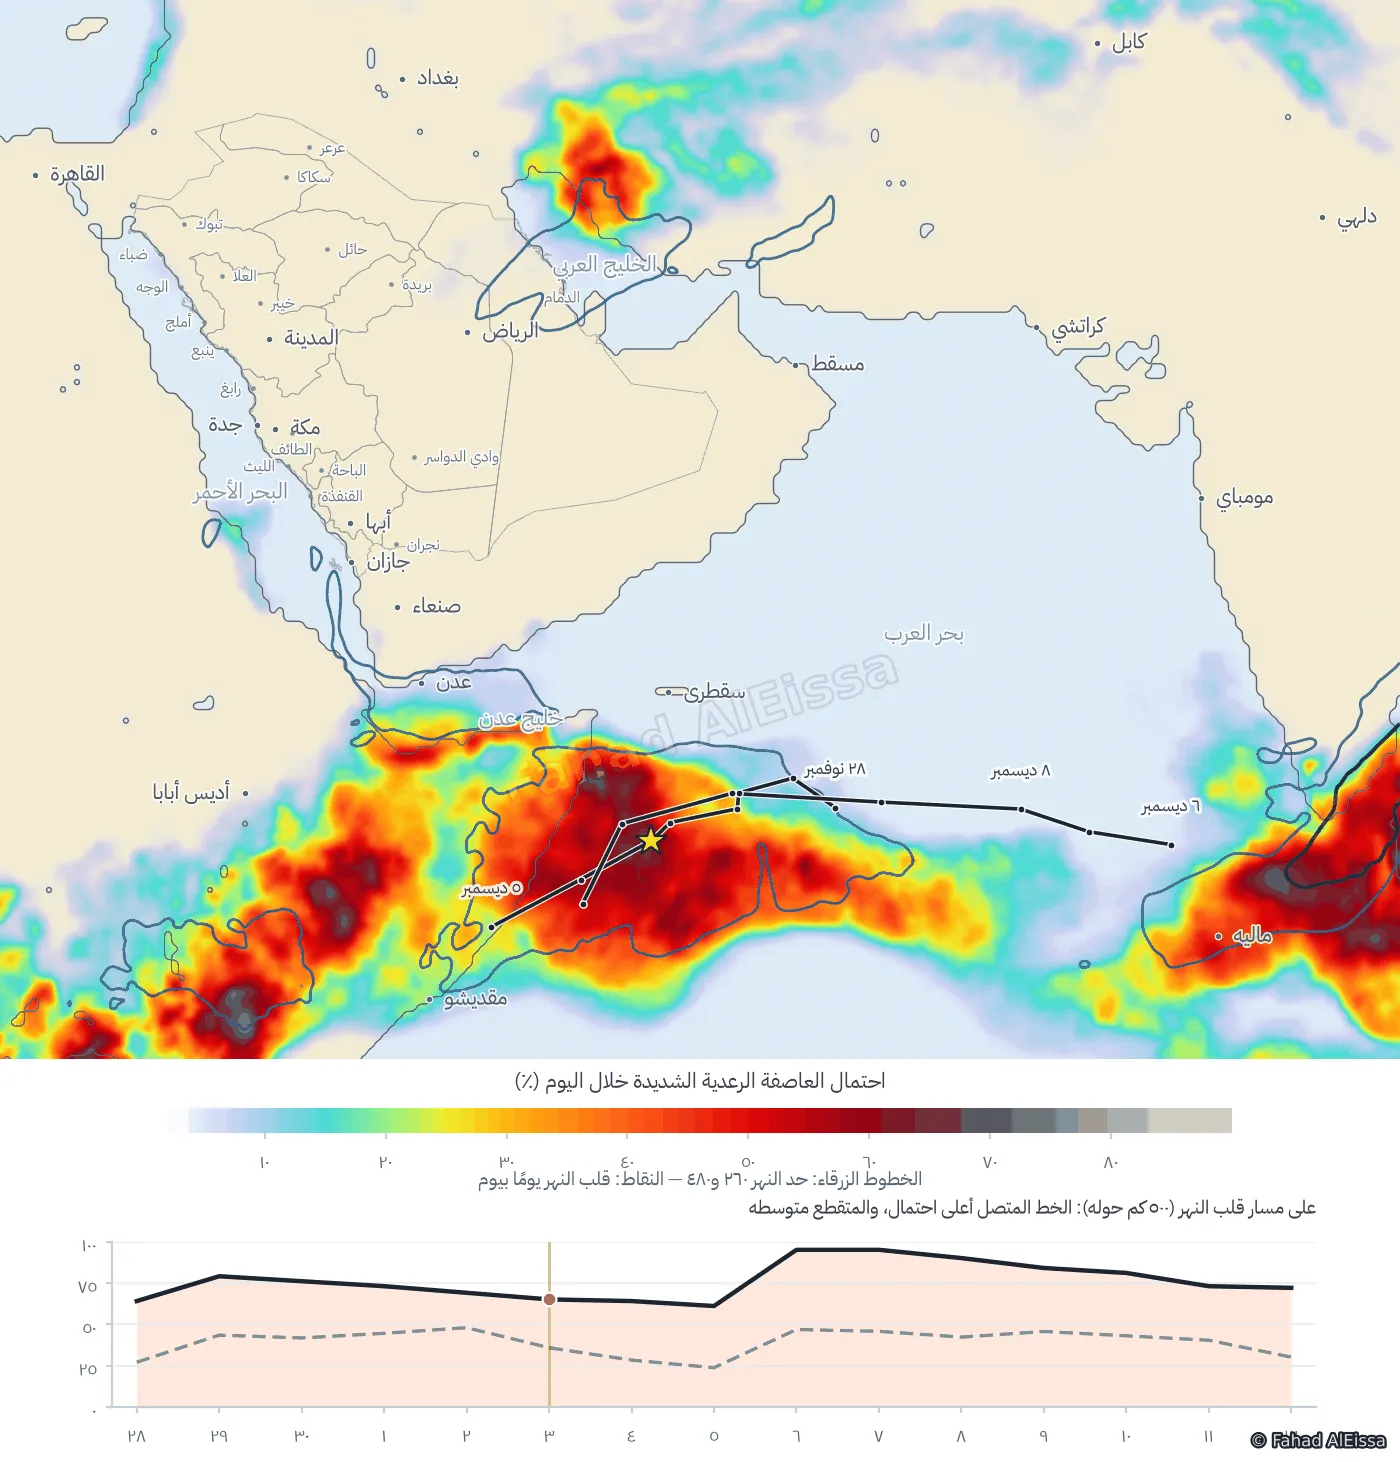 كابل
بغداد
عرعر
القاهرة
سكاكا
دلهي
تبوك
حائل
ضباء
الخليج العربي
العلا
الوجه
بريدة
الدمام
خيبر
أملج
كراتشي
الرياض
المدينة
ينبع
مسقط
رابغ
جدة
مكة
الطائف
وادي الدواسر
الليث
الباحة
البحر الأحمر
القنفذة
مومباي
أبها
نجران
جازان
صنعاء
بحر العرب
عدن
سقطرى
خليج عدن
Fahad AlEissa
٢٨ نوفمبر
٨ ديسمبر
أديس أبابا
٦ ديسمبر
٥ ديسمبر
ماليه
مقديشو
احتمال العاصفة الرعدية الشديدة خلال اليوم (٪)
١٠ ٢٠ ٣٠ ٤٠ ٥٠ ٦٠ ٧٠ ٨٠
الخطوط الزرقاء: حد النهر ٢٦٠ و٤٨٠ — النقاط: قلب النهر يومًا بيوم
على مسار قلب النهر (٥٠٠ كم حوله): الخط المتصل أعلى احتمال، والمتقطع متوسطه
١٠٠
٧٥
٥٠
٢٥
٠
٢٨ ٢٩ ٣٠ ١ ٢ ٣ ٤ ٥ ٦ ٧ ٨ ٩ ١٠ ١١
© Fahad AlEissa